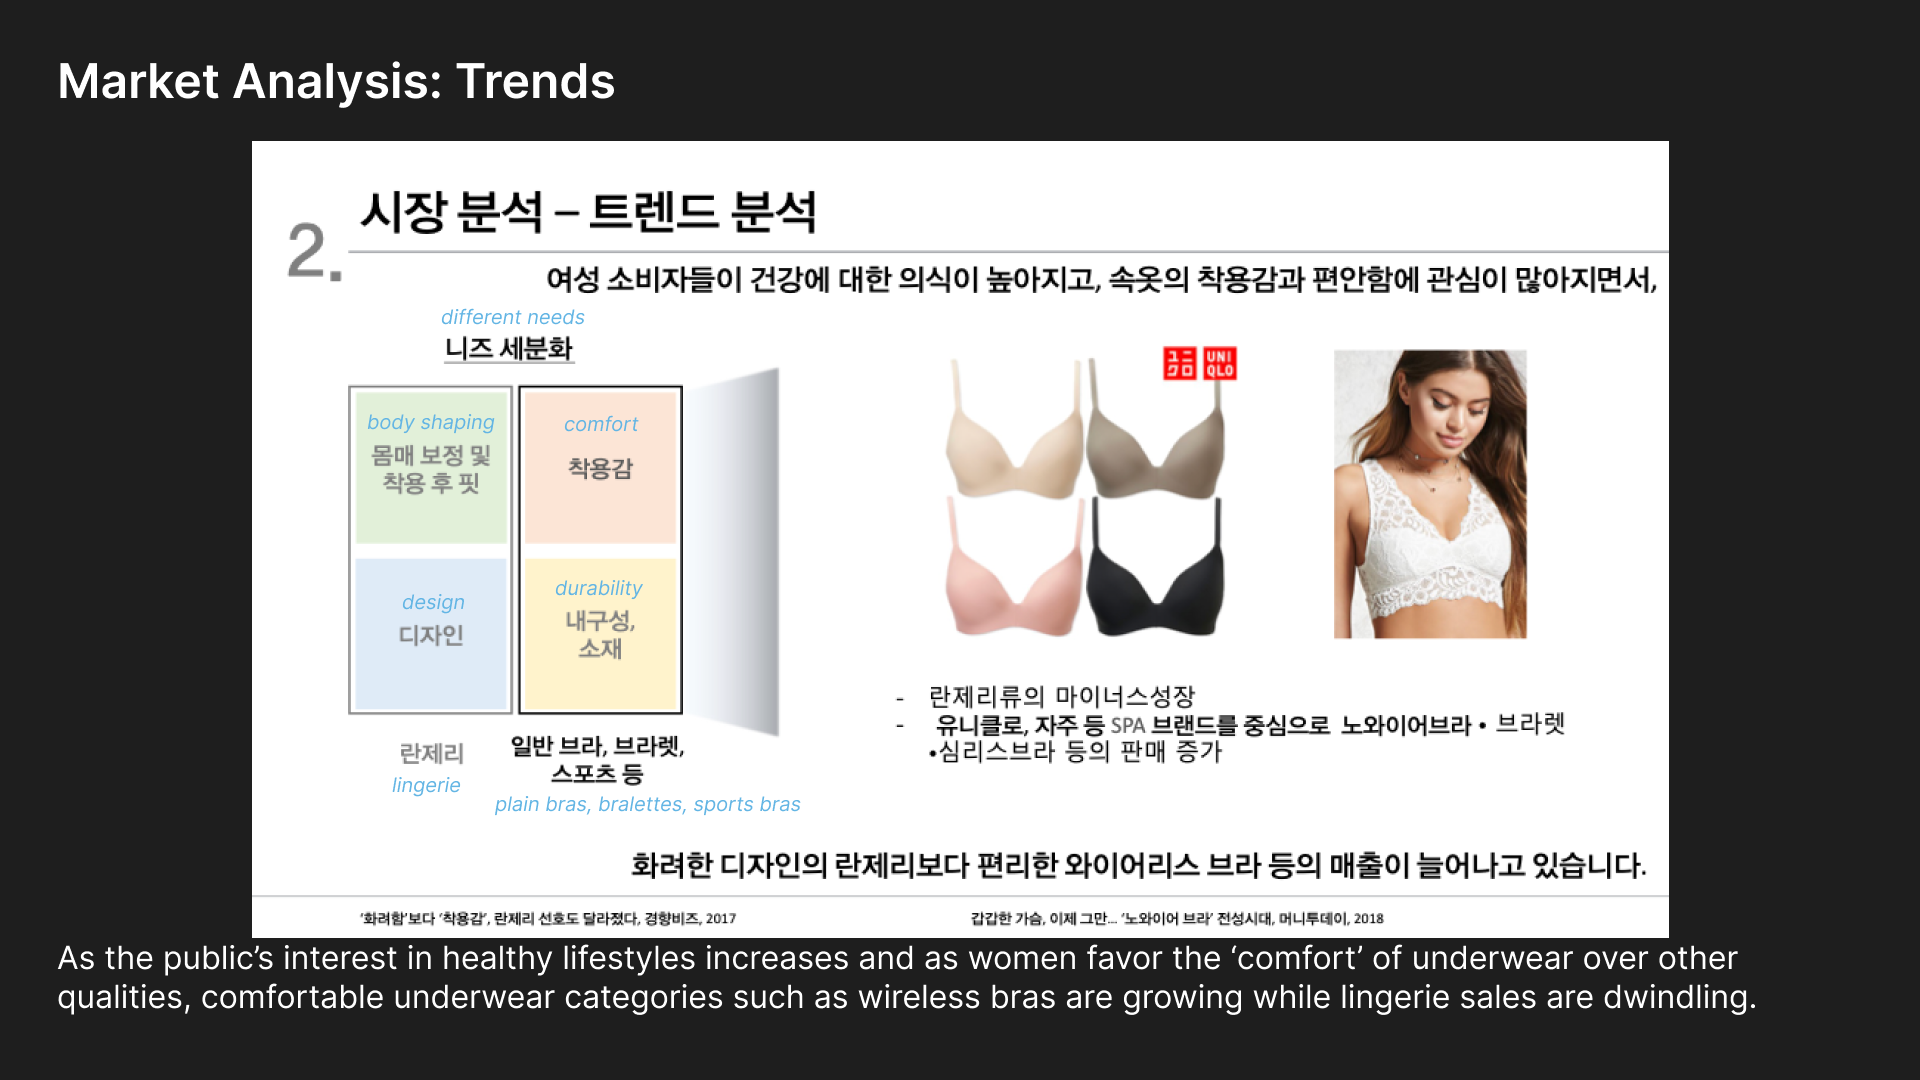 Market Analysis: Trends
2.
시장 분석 – 트렌드 분석
여성 소비자들이 건강에 대한 의식이 높아지고, 속옷의 착용감과 편안함에 관심이 많아지면서,
different needs
니즈 세분화
body shaping
몸매 보정 및
착용 후 핏
comfort
착용감
design
디자인
durability
내구성,
소재
란제리
lingerie
일반 브라, 브라렛,
스포츠 등
plain bras, bralettes, sports bras
ユニ
クロ
UNI
QLO
- 란제리류의 마이너스성장
- 유니클로, 자주 등 SPA 브랜드를 중심으로 노와이어브라 • 브라렛
•심리스브라 등의 판매 증가
화려한 디자인의 란제리보다 편리한 와이어리스 브라 등의 매출이 늘어나고 있습니다.
‘화려함’보다 ‘착용감’, 란제리 선호도 달라졌다, 경향비즈, 2017
갑갑한 가슴, 이제 그만... ‘노와이어 브라’ 전성시대, 머니투데이, 2018
As the public’s interest in healthy lifestyles increases and as women favor the ‘comfort’ of underwear over other
qualities, comfortable underwear categories such as wireless bras are growing while lingerie sales are dwindling.